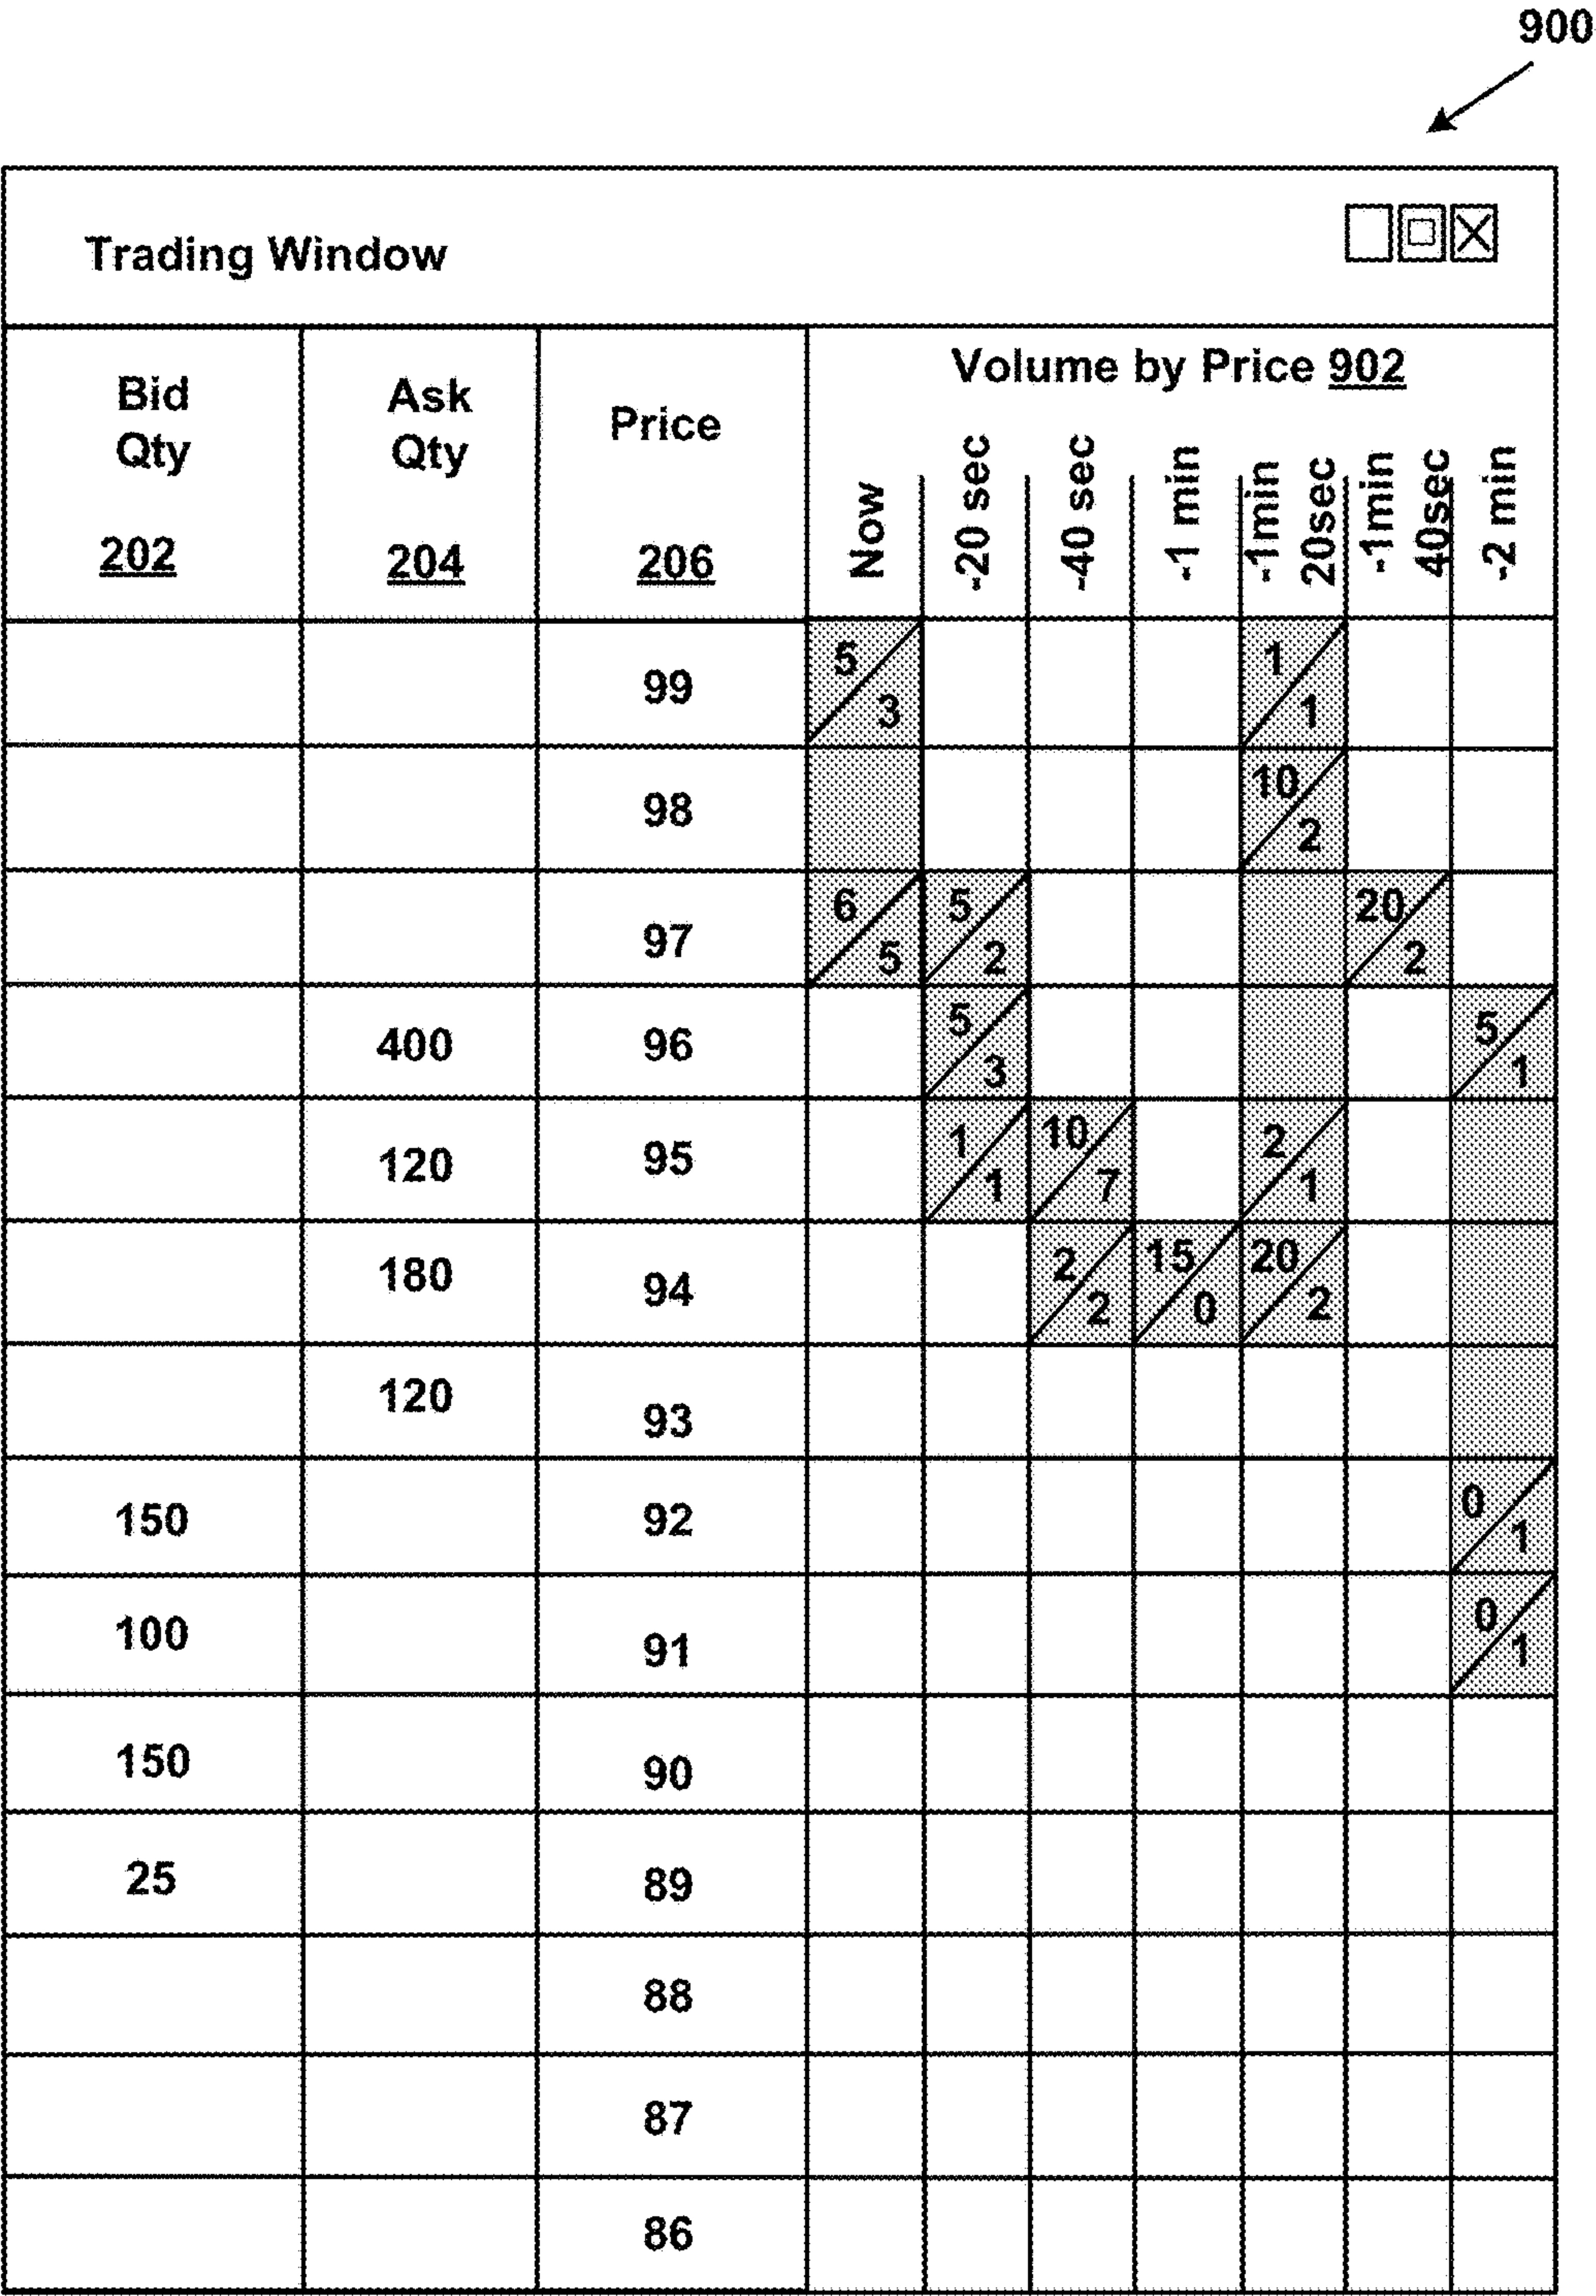 900
Trading Window
Volume by Price 902
Bid
Qty
202
Ask
Qty
204
Price
206
Now
-20 sec
-40 sec
-1 min
-1min
20sec
-1min
40sec
-2 min
99 5 3 1 1
98 10 2
97 6 5 5 2 20 2
400 96 5 3 5 1
120 95 1 1 10 7 2 1
180 94 2 2 15 0 20 2
120 93
150 92 0 1
100 91 0 1
150 90
25 89
88
87
86